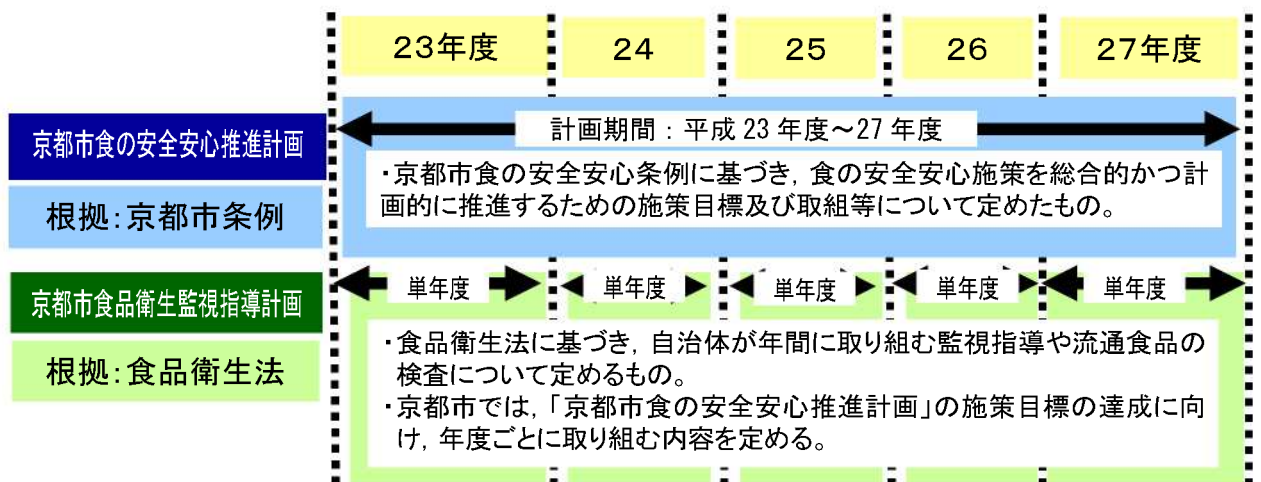 23年度 24 25 26 27年度
京都市食の安全安心推進計画
根拠:京都市条例
計画期間:平成23年度~27年度
・京都市食の安全安心条例に基づき,食の安全安心施策を総合的かつ計
画的に推進するための施策目標及び取組等について定めたもの。
京都市食品衛生監視指導計画
根拠:食品衛生法
単年度 単年度 単年度 単年度 単年度
・食品衛生法に基づき,自治体が年間に取り組む監視指導や流通食品の
検査について定めるもの。
・京都市では,「京都市食の安全安心推進計画」の施策目標の達成に向
け,年度ごとに取り組む内容を定める。